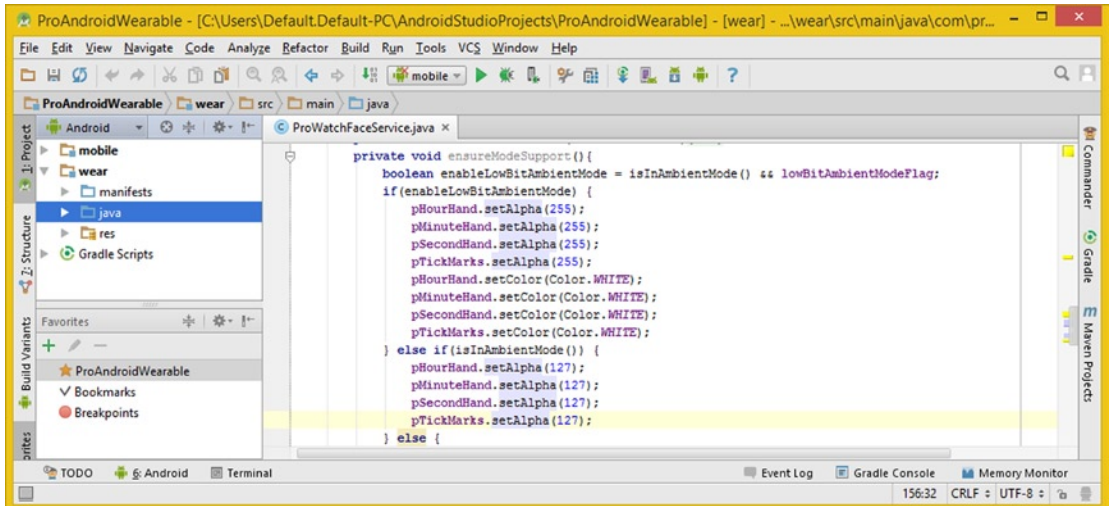 ProAndroidWearable - [C:\Users\Default.Default-PC\AndroidStudioProjects\ProAndroidWearable] - [wear] - ...\wear\src\main\java\com\pr...
File Edit View Navigate Code Analyze Refactor Build Run Tools VCS Window Help
mobile
ProAndroidWearable wear src main java
1: Project
Android
ProWatchFaceService.java
mobile
wear
manifests
java
res
Gradle Scripts
Z: Structure
Favorites
ProAndroidWearable
Bookmarks
Breakpoints
Build Variants
private void ensureModeSupport(){
boolean enableLowBitAmbientMode = isInAmbientMode() && lowBitAmbientModeFlag;
if(enableLowBitAmbientMode) {
pHourHand.setAlpha(255);
pMinuteHand.setAlpha(255);
pSecondHand.setAlpha(255);
pTickMarks.setAlpha(255);
pHourHand.setColor(Color.WHITE);
pMinuteHand.setColor(Color.WHITE);
pSecondHand.setColor(Color.WHITE);
pTickMarks.setColor(Color.WHITE);
} else if(isInAmbientMode()) {
pHourHand.setAlpha(127);
pMinuteHand.setAlpha(127);
pSecondHand.setAlpha(127);
pTickMarks.setAlpha(127);
} else {
Commander
Gradle
m Maven Projects
TODO 6: Android Terminal Event Log Gradle Console Memory Monitor
156:32 CRLF UTF-8